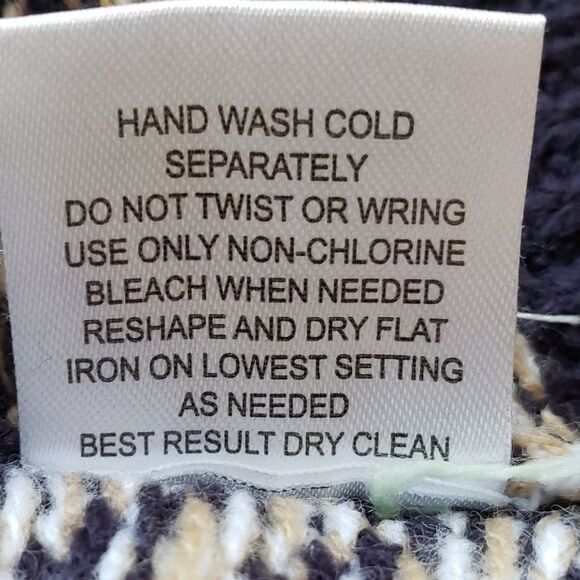 HAND WASH COLD
SEPARATELY
DO NOT TWIST OR WRING
USE ONLY NON-CHLORINE
BLEACH WHEN NEEDED
RESHAPE AND DRY FLAT
IRON ON LOWEST SETTING
AS NEEDED
BEST RESULT DRY CLEAN